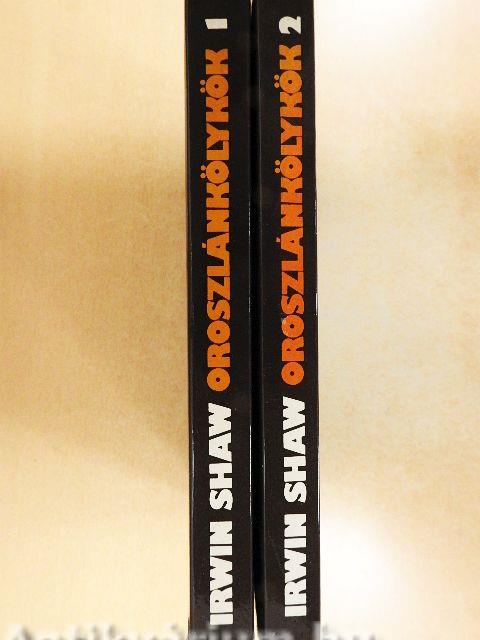 IRWIN SHAW OROSZLÁNKÖLYKÖK 1
IRWIN SHAW OROSZLÁNKÖLYKÖK 2